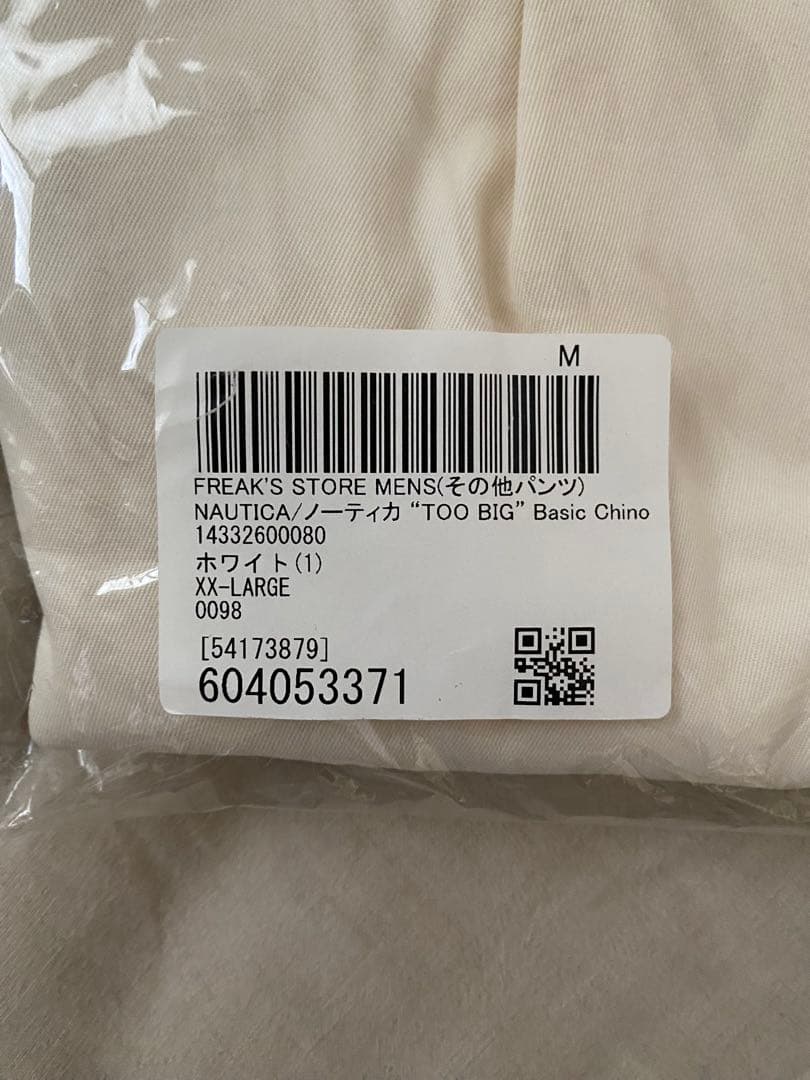 M
FREAK'S STORE MENS(その他パンツ)
NAUTICA/ノーティカ “TOO BIG” Basic Chino
14332600080
ホワイト(1)
XX-LARGE
0098
[54173879]
604053371